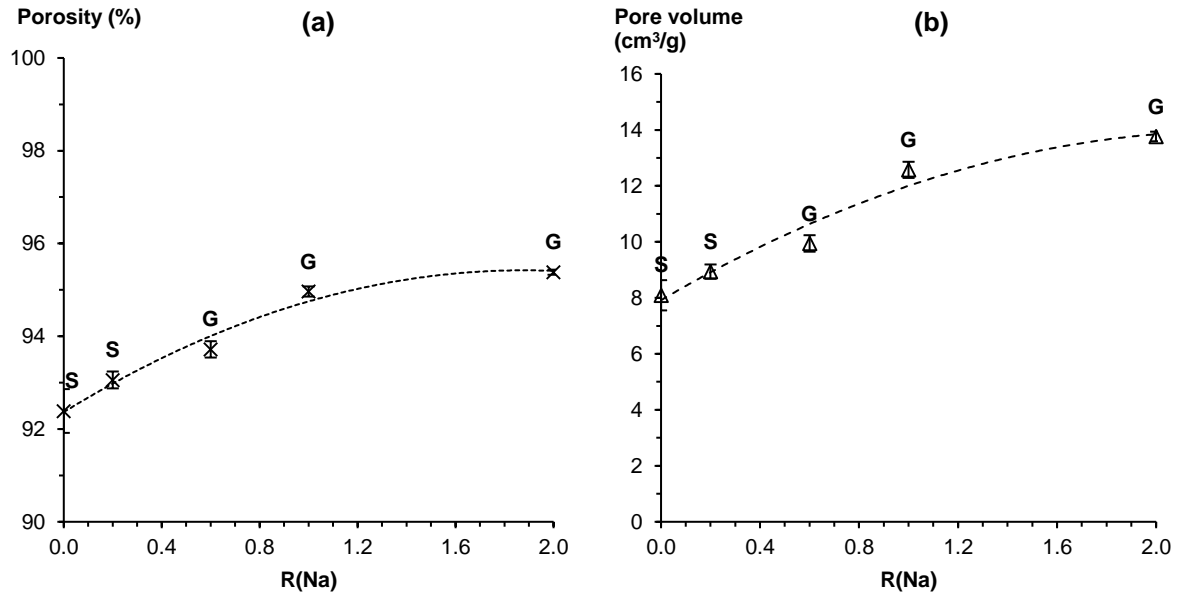 Porosity (%)
(a)
100
98
96
94
92
90
S
S
G
G
G
0.0 0.4 0.8 1.2 1.6 2.0
R(Na)
Pore volume
(cm³/g)
(b)
16
14
12
10
8
6
4
2
0
S
S
G
G
G
0.0 0.4 0.8 1.2 1.6 2.0
R(Na)